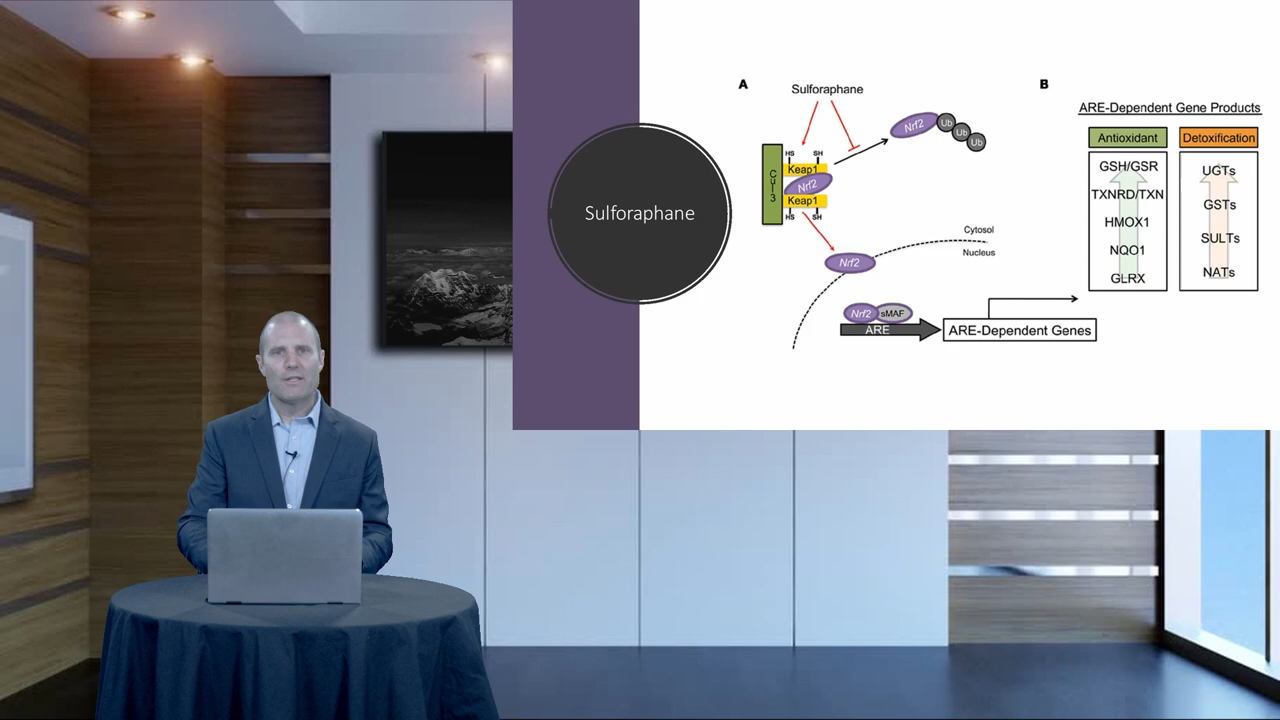 Sulforaphane
A
Sulforaphane
Nrf2
Ub
Ub
Ub
Cul3
HS
SH
Keap1
Nrf2
Keap1
HS
SH
Cytosol
Nucleus
Nrf2
Nrf2
sMAF
ARE
ARE-Dependent Genes
B
ARE-Dependent Gene Products
Antioxidant
Detoxification
GSH/GSR
TXNRD/TXN
HMOX1
NQO1
GLRX
UGTs
GSTs
SULTs
NATs